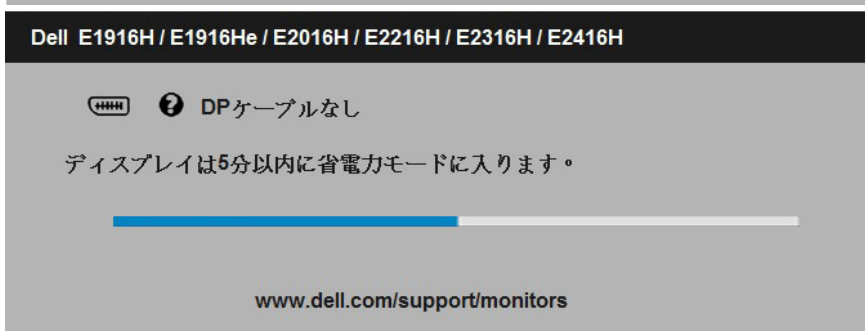 Dell E1916H / E1916He / E2016H / E2216H / E2316H / E2416H
DPケーブルなし
ディスプレイは5分以内に省電力モードに入ります。
www.dell.com/support/monitors